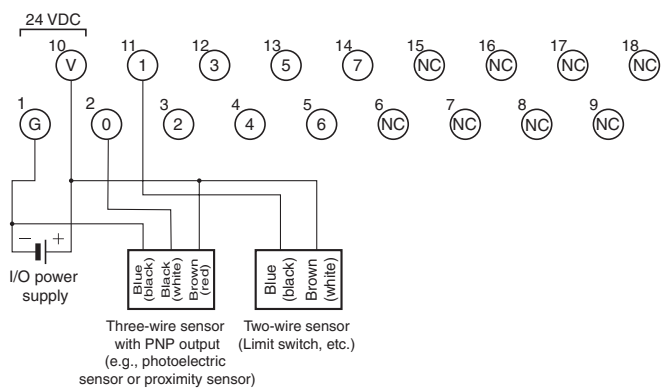 24 VDC
10 11 12 13 14 15 16 17 18
V 1 3 5 7 NC NC NC NC
1 2 3 4 5 6 7 8 9
G 0 2 4 6 NC NC NC NC
− +
I/O power
supply
Blue
(black)
Black
(white)
Brown
(red)
Blue
(black)
Brown
(white)
Three-wire sensor
with PNP output
(e.g., photoelectric
sensor or proximity sensor)
Two-wire sensor
(Limit switch, etc.)